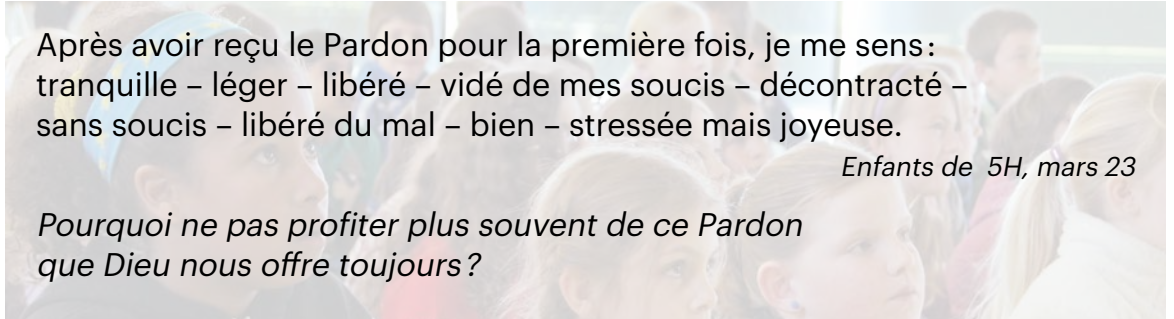 Après avoir reçu le Pardon pour la première fois, je me sens :
tranquille – léger – libéré – vidé de mes soucis – décontracté –
sans soucis – libéré du mal – bien – stressée mais joyeuse.
Enfants de 5H, mars 23
Pourquoi ne pas profiter plus souvent de ce Pardon
que Dieu nous offre toujours ?